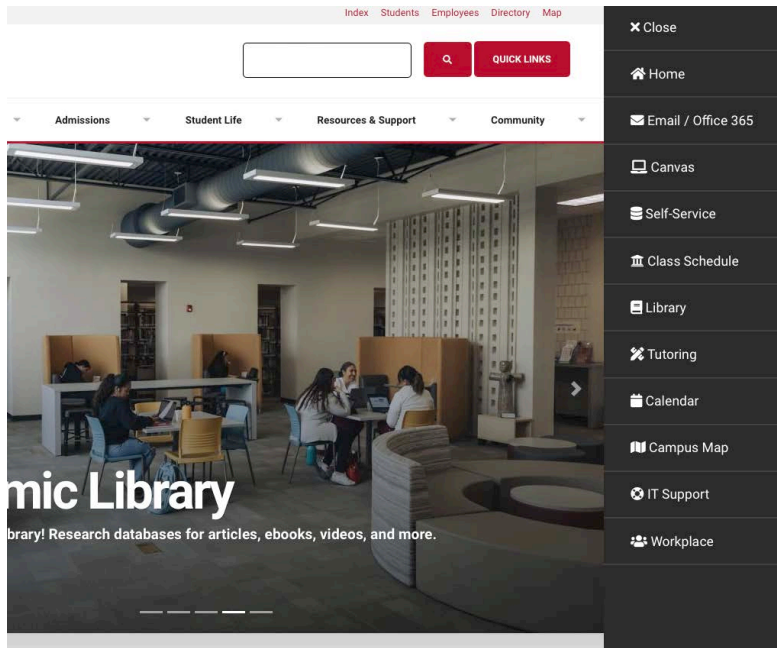 Index Students Employees Directory Map
QUICK LINKS
Admissions Student Life Resources & Support Community
mic Library
brary! Research databases for articles, ebooks, videos, and more.
Close
Home
Email / Office 365
Canvas
Self-Service
Class Schedule
Library
Tutoring
Calendar
Campus Map
IT Support
Workplace